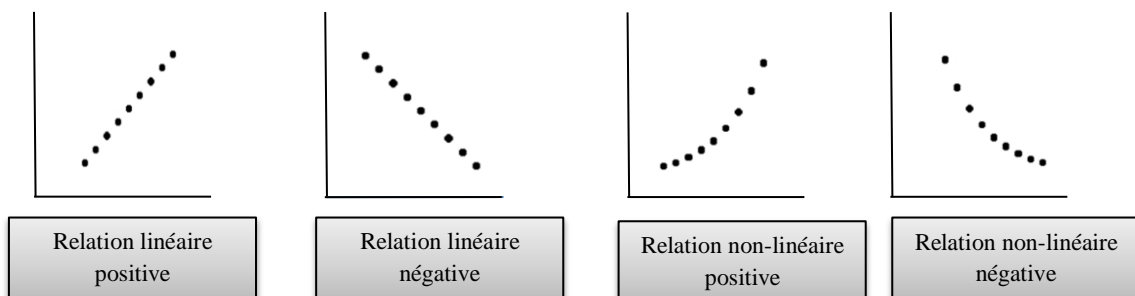 Relation linéaire
positive
Relation linéaire
négative
Relation non-linéaire
positive
Relation non-linéaire
négative